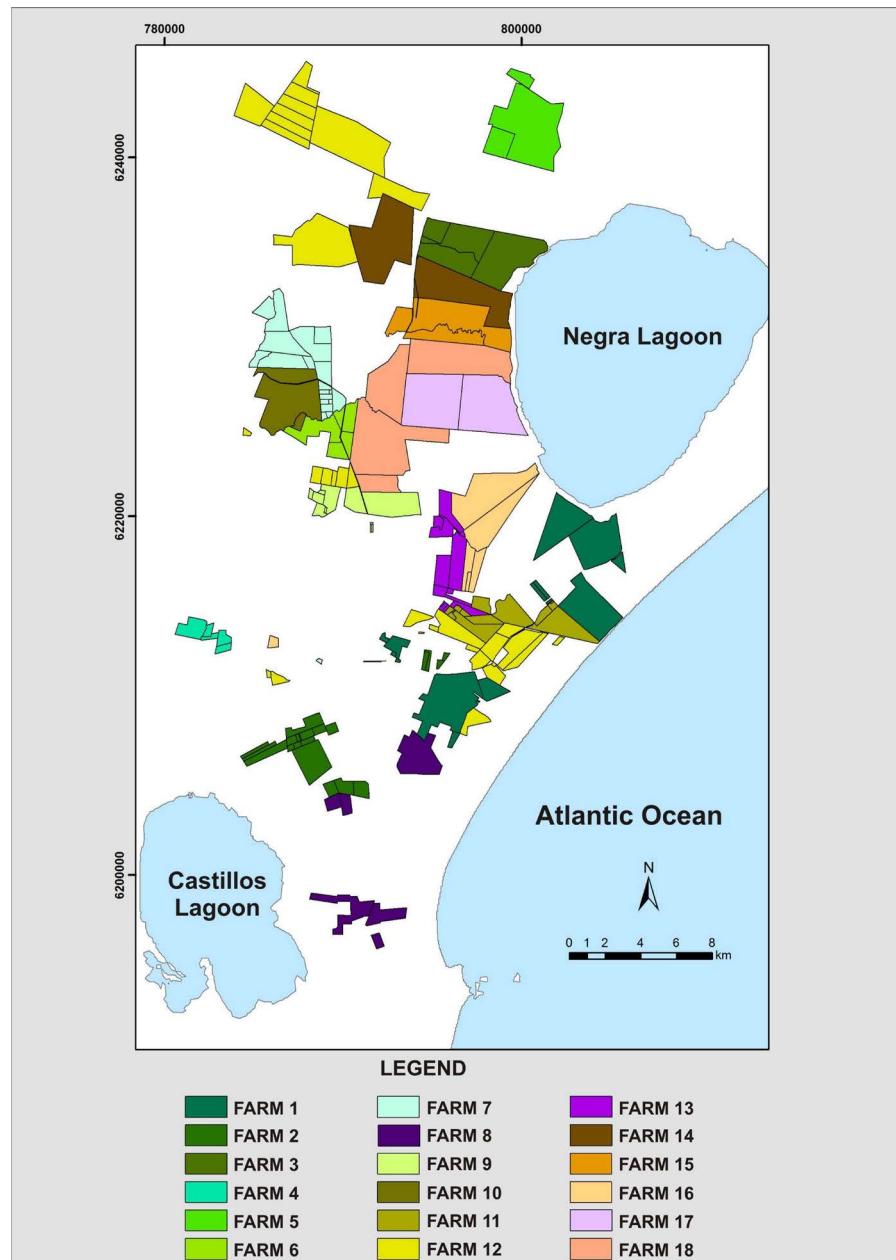 780000 800000
6240000
Negra Lagoon
6220000
Atlantic Ocean
6200000
Castillos
Lagoon
N
0 1 2 4 6 8
km
LEGEND
FARM 1 FARM 7 FARM 13
FARM 2 FARM 8 FARM 14
FARM 3 FARM 9 FARM 15
FARM 4 FARM 10 FARM 16
FARM 5 FARM 11 FARM 17
FARM 6 FARM 12 FARM 18